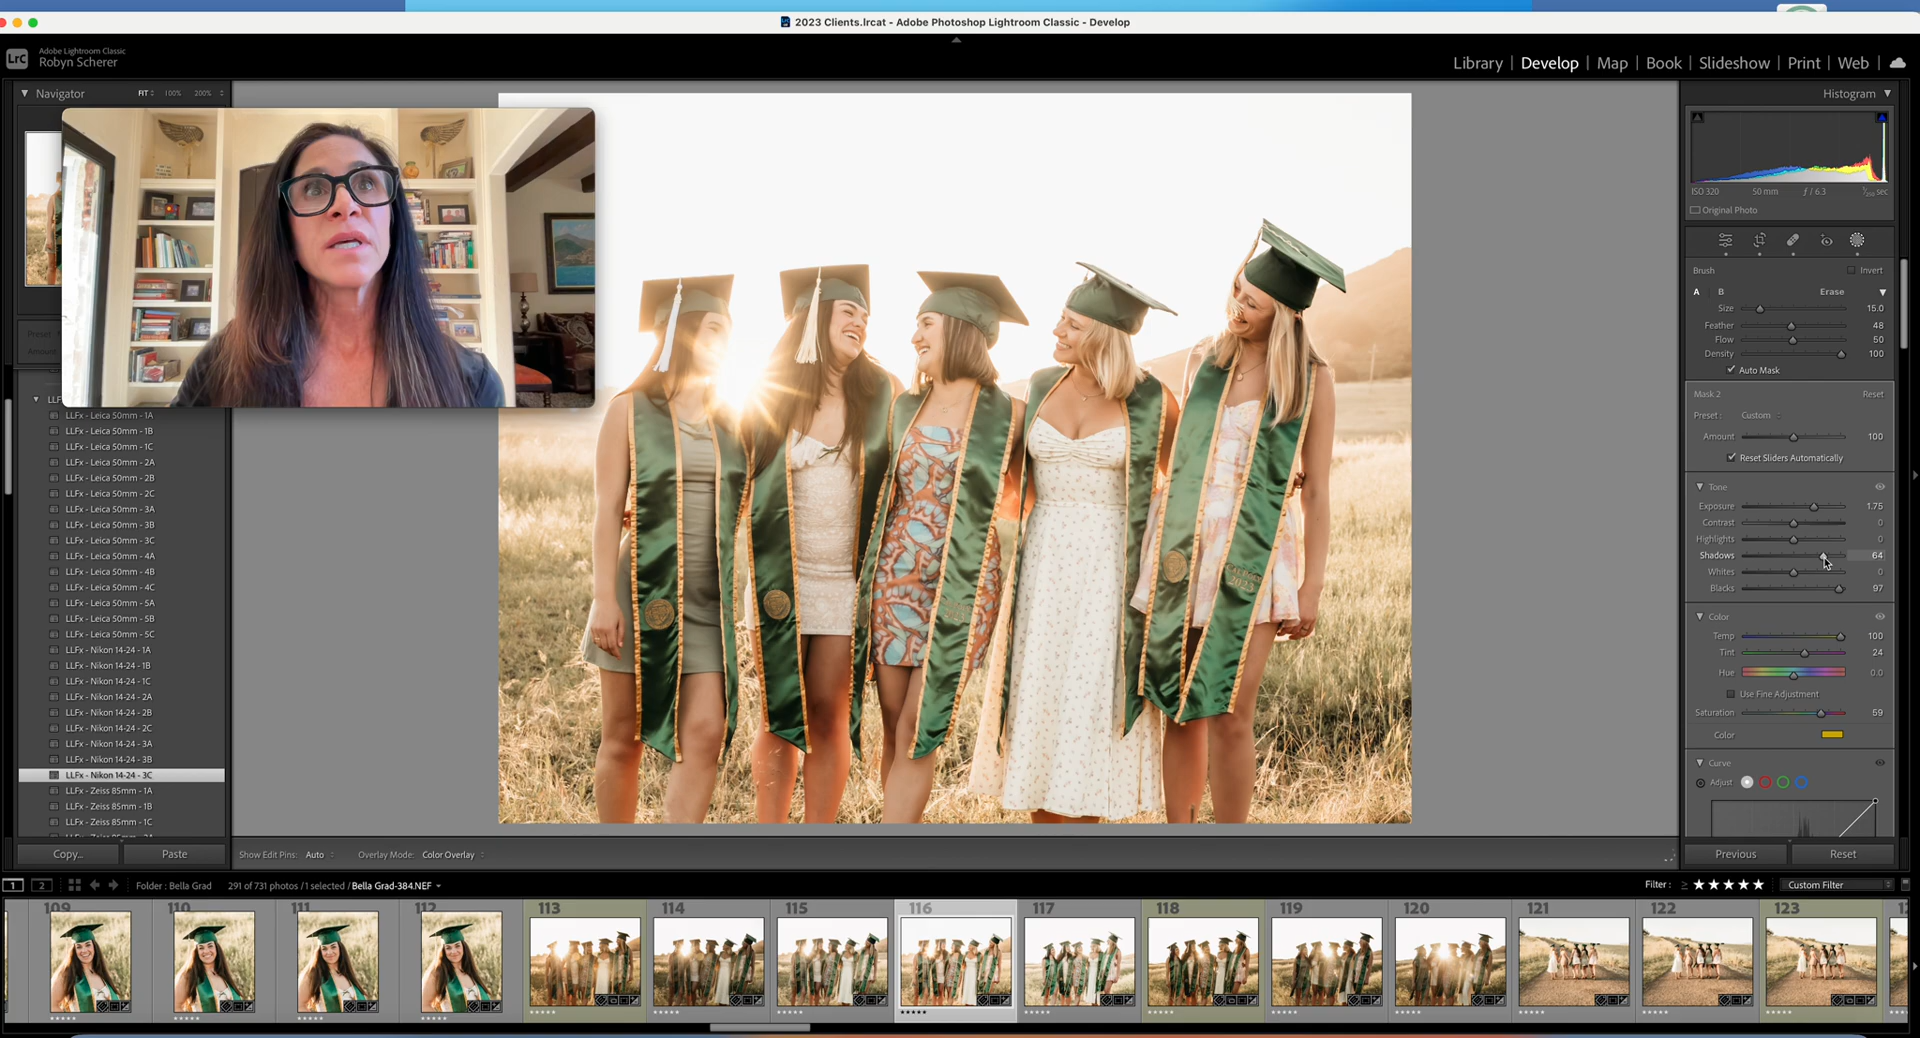 2023 Clients.lrcat - Adobe Photoshop Lightroom Classic - Develop
LrC
Adobe Lightroom Classic
Robyn Scherer
Library | Develop | Map | Book | Slideshow | Print | Web
Navigator FIT 100% 200%
Histogram
ISO 320 50 mm ƒ / 6.3 sec
Original Photo
Brush Invert
A B Erase
Size 15.0
Feather 48
Flow 50
Density 100
Auto Mask
Mask 2 Reset
Preset : Custom
Amount 100
Reset Sliders Automatically
Tone
Exposure 1.75
Contrast 0
Highlights 0
Shadows 64
Whites 0
Blacks 97
Color
Temp 100
Tint 24
Hue 0.0
Use Fine Adjustment
Saturation 59
Color
Curve
Adjust
Previous Reset
LLFx - Leica 50mm - 1A
LLFx - Leica 50mm - 1B
LLFx - Leica 50mm - 1C
LLFx - Leica 50mm - 2A
LLFx - Leica 50mm - 2B
LLFx - Leica 50mm - 2C
LLFx - Leica 50mm - 3A
LLFx - Leica 50mm - 3B
LLFx - Leica 50mm - 3C
LLFx - Leica 50mm - 4A
LLFx - Leica 50mm - 4B
LLFx - Leica 50mm - 4C
LLFx - Leica 50mm - 5A
LLFx - Leica 50mm - 5B
LLFx - Leica 50mm - 5C
LLFx - Nikon 14-24 - 1A
LLFx - Nikon 14-24 - 1B
LLFx - Nikon 14-24 - 1C
LLFx - Nikon 14-24 - 2A
LLFx - Nikon 14-24 - 2B
LLFx - Nikon 14-24 - 2C
LLFx - Nikon 14-24 - 3A
LLFx - Nikon 14-24 - 3B
LLFx - Nikon 14-24 - 3C
LLFx - Zeiss 85mm - 1A
LLFx - Zeiss 85mm - 1B
LLFx - Zeiss 85mm - 1C
Copy... Paste
Show Edit Pins: Auto Overlay Mode: Color Overlay
1 2 Folder : Bella Grad 291 of 731 photos / 1 selected / Bella Grad-384.NEF
Filter : ≥ ★★★★★ Custom Filter
109 110 111 112 113 114 115 116 117 118 119 120 121 122 123